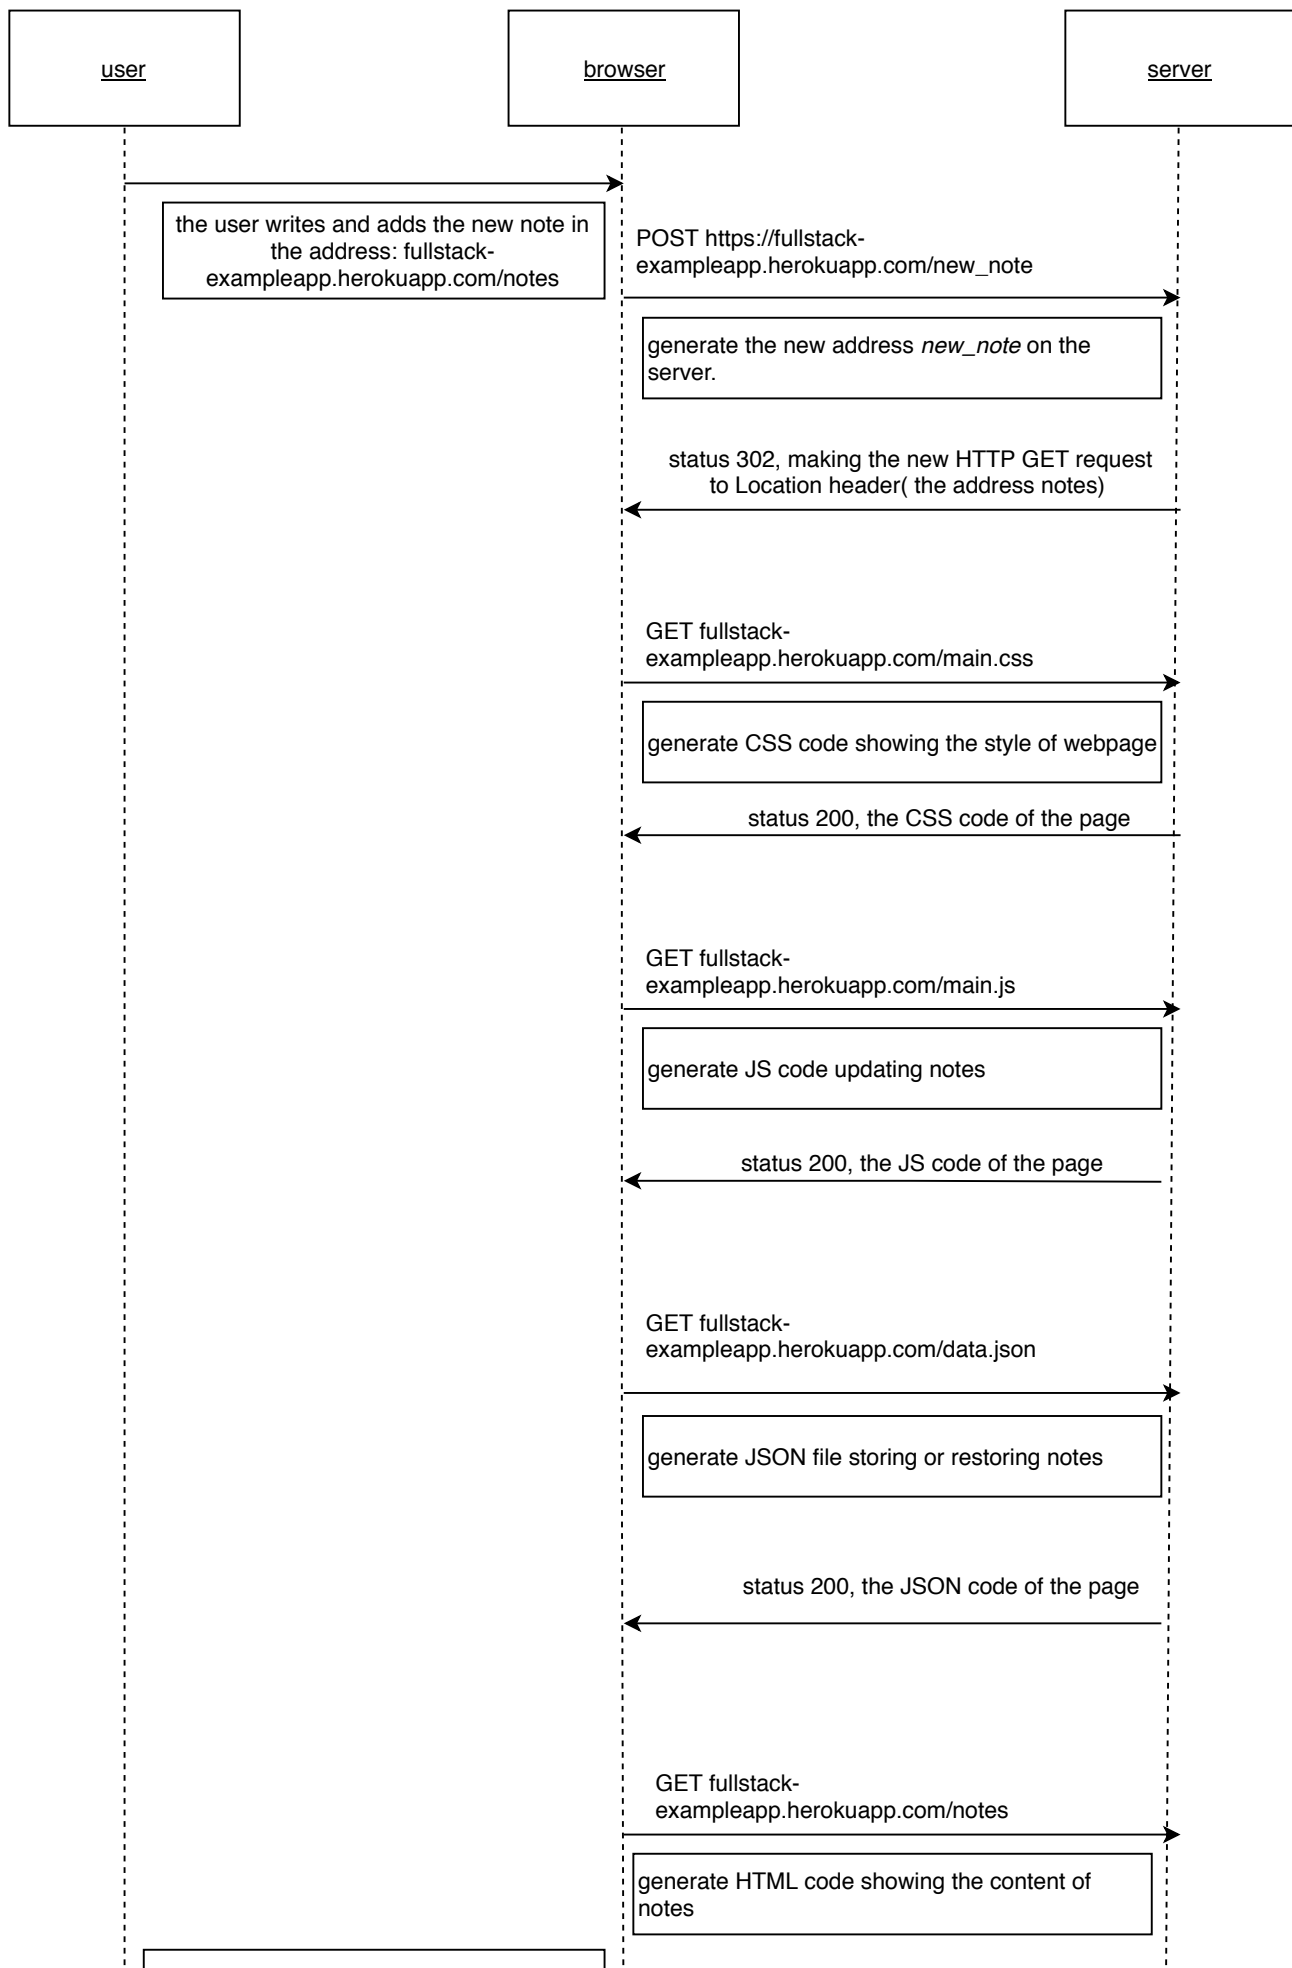 user
browser
server
the user writes and adds the new note in
the address: fullstack-
exampleapp.herokuapp.com/notes
POST https://fullstack-
exampleapp.herokuapp.com/new_note
generate the new address new_note on the
server.
status 302, making the new HTTP GET request
to Location header( the address notes)
GET fullstack-
exampleapp.herokuapp.com/main.css
generate CSS code showing the style of webpage
status 200, the CSS code of the page
GET fullstack-
exampleapp.herokuapp.com/main.js
generate JS code updating notes
status 200, the JS code of the page
GET fullstack-
exampleapp.herokuapp.com/data.json
generate JSON file storing or restoring notes
status 200, the JSON code of the page
GET fullstack-
exampleapp.herokuapp.com/notes
generate HTML code showing the content of
notes